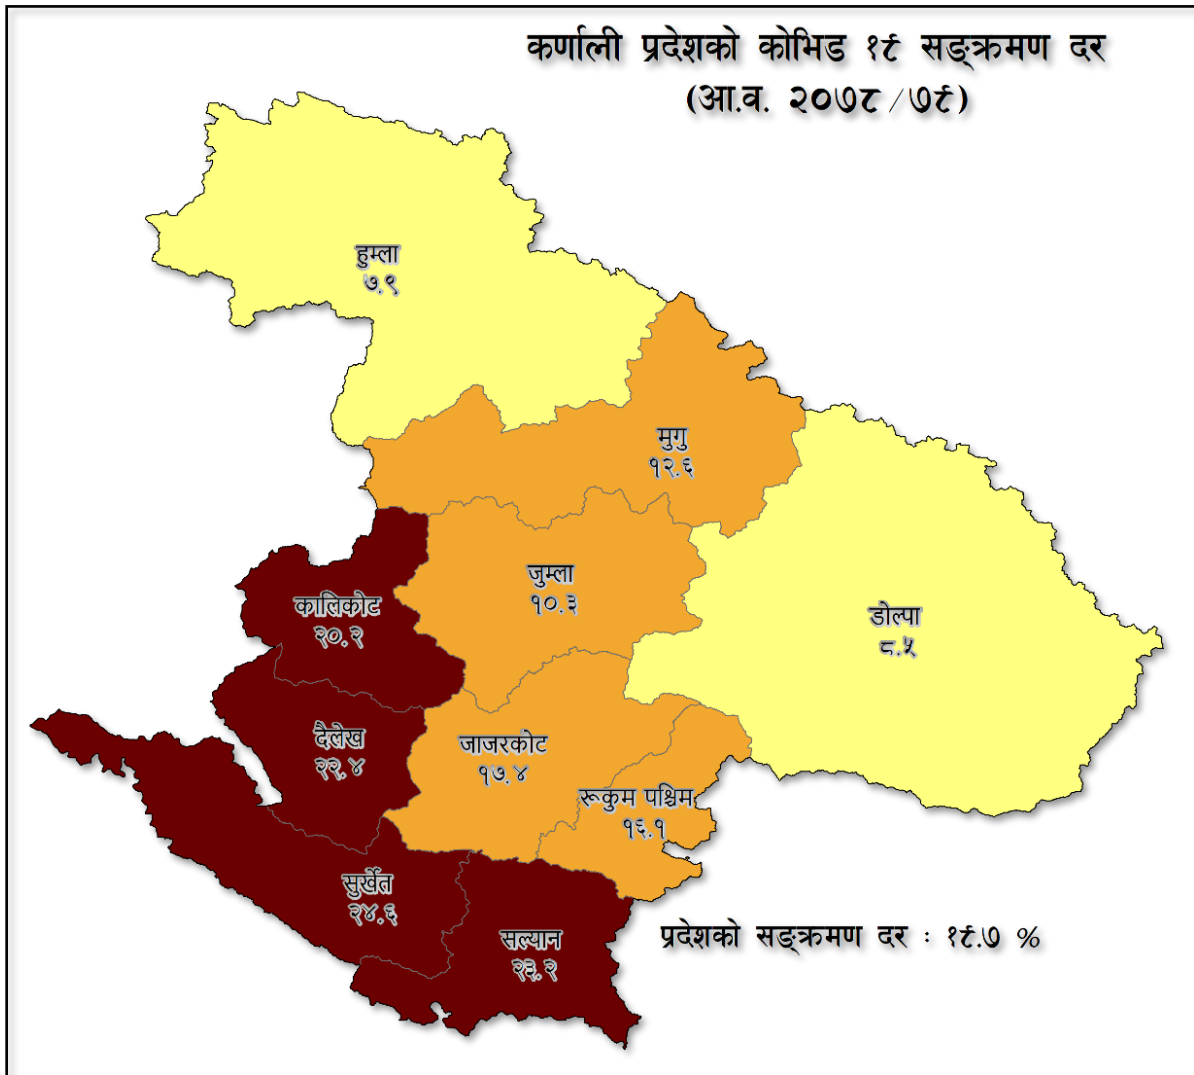 कर्णाली प्रदेशको कोभिड १९ सङ्क्रमण दर
(आ.व. २०७८/७९)
हुम्ला
७.९
मुगु
१२.६
जुम्ला
१०.३
डोल्पा
८.५
कालिकोट
२०.२
दैलेख
२२.४
जाजरकोट
१७.४
रूकुम पश्चिम
१६.१
सुर्खेत
२४.६
सल्यान
२३.२
प्रदेशको सङ्क्रमण दर : १९.७ %